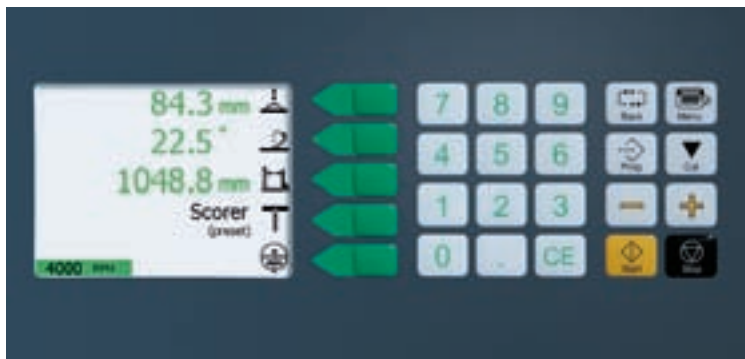 84.3 mm
22.5°
1048,8 mm
Scorer
(preset)
4000 RPM
7 8 9 Back Menu
4 5 6 Prog Cal
1 2 3 − +
0 . CE Start Stop